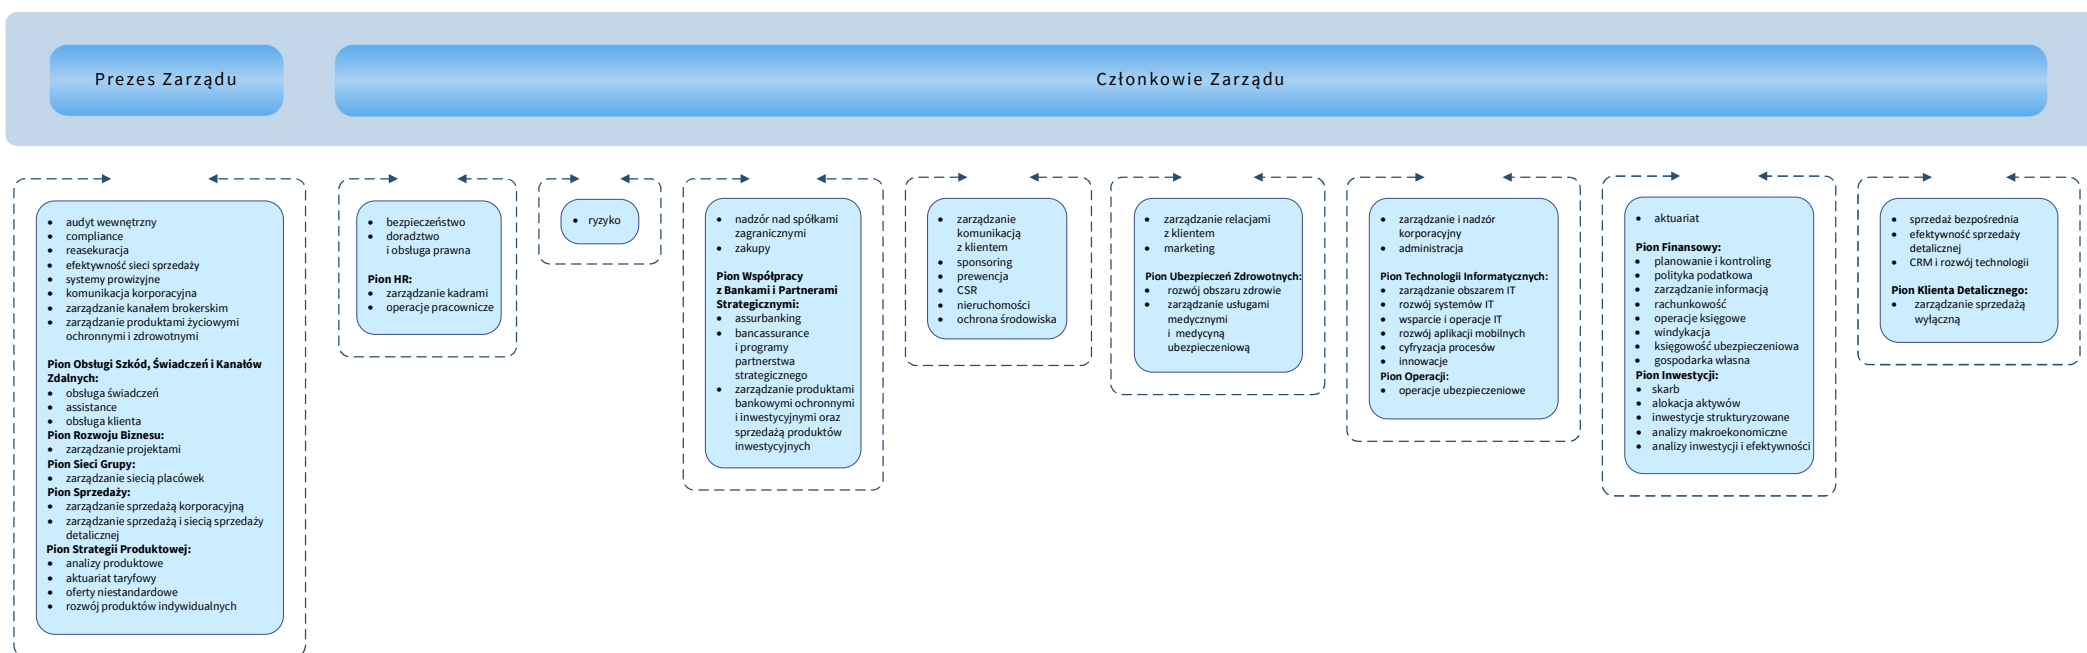 Prezes Zarządu
Członkowie Zarządu
• audyt wewnętrzny
• compliance
• reasekuracja
• efektywność sieci sprzedaży
• systemy prowizyjne
• komunikacja korporacyjna
• zarządzanie kanałem brokerskim
• zarządzanie produktami życiowymi
ochronnymi i zdrowotnymi
Pion Obsługi Szkód, Świadczeń i Kanałów
Zdalnych:
• obsługa świadczeń
• assistance
• obsługa klienta
Pion Rozwoju Biznesu:
• zarządzanie projektami
Pion Sieci Grupy:
• zarządzanie siecią placówek
Pion Sprzedaży:
• zarządzanie sprzedażą korporacyjną
• zarządzanie sprzedażą i siecią sprzedaży
detalicznej
Pion Strategii Produktowej:
• analizy produktowe
• aktuariat taryfowy
• oferty niestandardowe
• rozwój produktów indywidualnych
• bezpieczeństwo
• doradztwo
i obsługa prawna
Pion HR:
• zarządzanie kadrami
• operacje pracownicze
• ryzyko
• nadzór nad spółkami
zagranicznymi
• zakupy
Pion Współpracy
z Bankami i Partnerami
Strategicznymi:
• assurbanking
• bancassurance
i programy
partnerstwa
strategicznego
• zarządzanie produktami
bankowymi ochronnymi
i inwestycyjnymi oraz
sprzedażą produktów
inwestycyjnych
• zarządzanie
komunikacją
z klientem
• sponsoring
• prewencja
• CSR
• nieruchomości
• ochrona środowiska
• zarządzanie relacjami
z klientem
• marketing
Pion Ubezpieczeń Zdrowotnych:
• rozwój obszaru zdrowie
• zarządzanie usługami
medycznymi
i medycyną
ubezpieczeniową
• zarządzanie i nadzór
korporacyjny
• administracja
Pion Technologii Informatycznych:
• zarządzanie obszarem IT
• rozwój systemów IT
• wsparcie i operacje IT
• rozwój aplikacji mobilnych
• cyfryzacja procesów
• innowacje
Pion Operacji:
• operacje ubezpieczeniowe
• aktuariat
Pion Finansowy:
• planowanie i kontroling
• polityka podatkowa
• zarządzanie informacją
• rachunkowość
• operacje księgowe
• windykacja
• księgowość ubezpieczeniowa
• gospodarka własna
Pion Inwestycji:
• skarb
• alokacja aktywów
• inwestycje strukturyzowane
• analizy makroekonomiczne
• analizy inwestycji i efektywności
• sprzedaż bezpośrednia
• efektywność sprzedaży
detalicznej
• CRM i rozwój technologii
Pion Klienta Detalicznego:
• zarządzanie sprzedażą
wyłączną